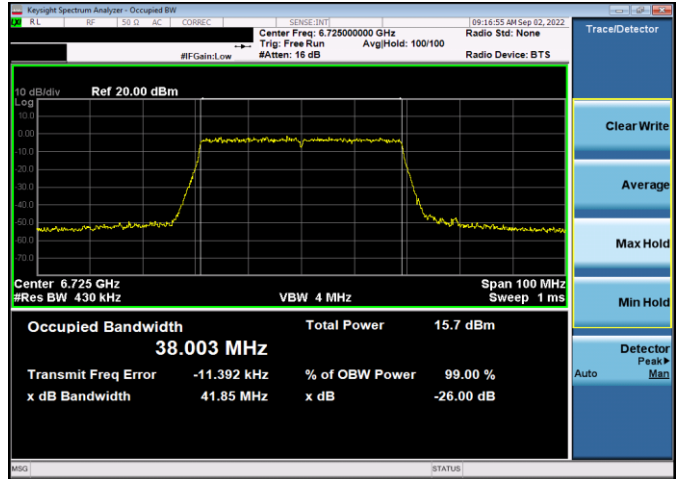 Keysight Spectrum Analyzer - Occupied BW
RL RF 50 Ω AC CORREC SENSE:INT 09:16:55 AM Sep 02, 2022
Center Freq: 6.725000000 GHz Radio Std: None
Trig: Free Run Avg|Hold: 100/100
#IFGain:Low #Atten: 16 dB Radio Device: BTS
Trace/Detector
10 dB/div Ref 20.00 dBm
Log
10.0
0.00
-10.0
-20.0
-30.0
-40.0
-50.0
-60.0
-70.0
Center 6.725 GHz Span 100 MHz
#Res BW 430 kHz VBW 4 MHz Sweep 1 ms
Occupied Bandwidth Total Power 15.7 dBm
38.003 MHz
Transmit Freq Error -11.392 kHz % of OBW Power 99.00 %
x dB Bandwidth 41.85 MHz x dB -26.00 dB
Clear Write
Average
Max Hold
Min Hold
Detector
Peak▶
Auto Man
MSG STATUS